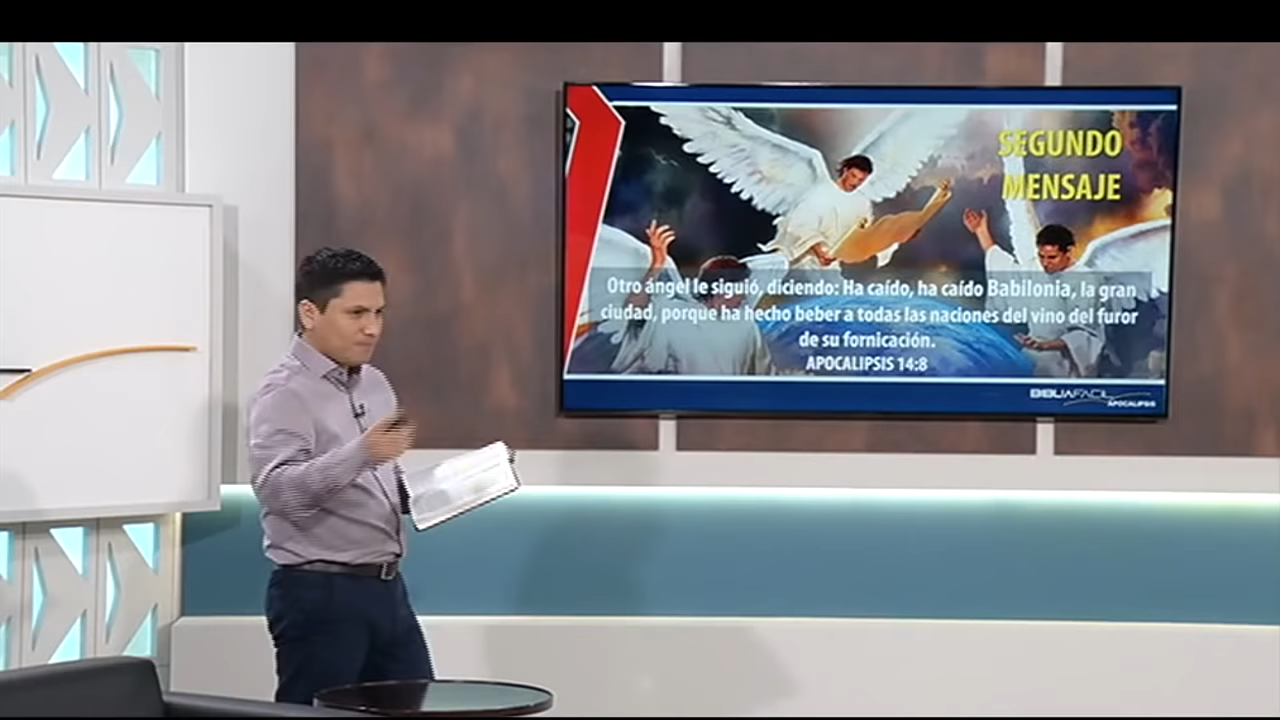 SEGUNDO
MENSAJE
Otro ángel le siguió, diciendo: Ha caído, ha caído Babilonia, la gran
ciudad, porque ha hecho beber a todas las naciones del vino del furor
de su fornicación.
APOCALIPSIS 14:8
BIBLIAFACIL
APOCALIPSIS